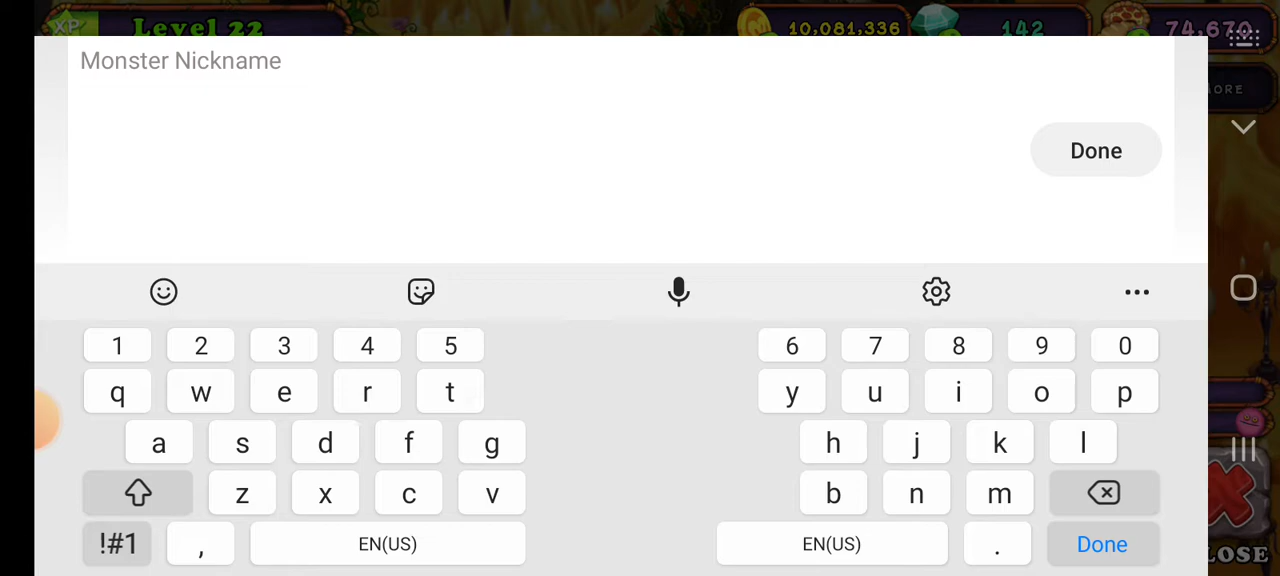 XP Level 22 10,081,336 142 74,670
Monster Nickname
Done
1 2 3 4 5 6 7 8 9 0
q w e r t y u i o p
a s d f g h j k l
z x c v b n m
!#1 , EN(US) EN(US) . Done